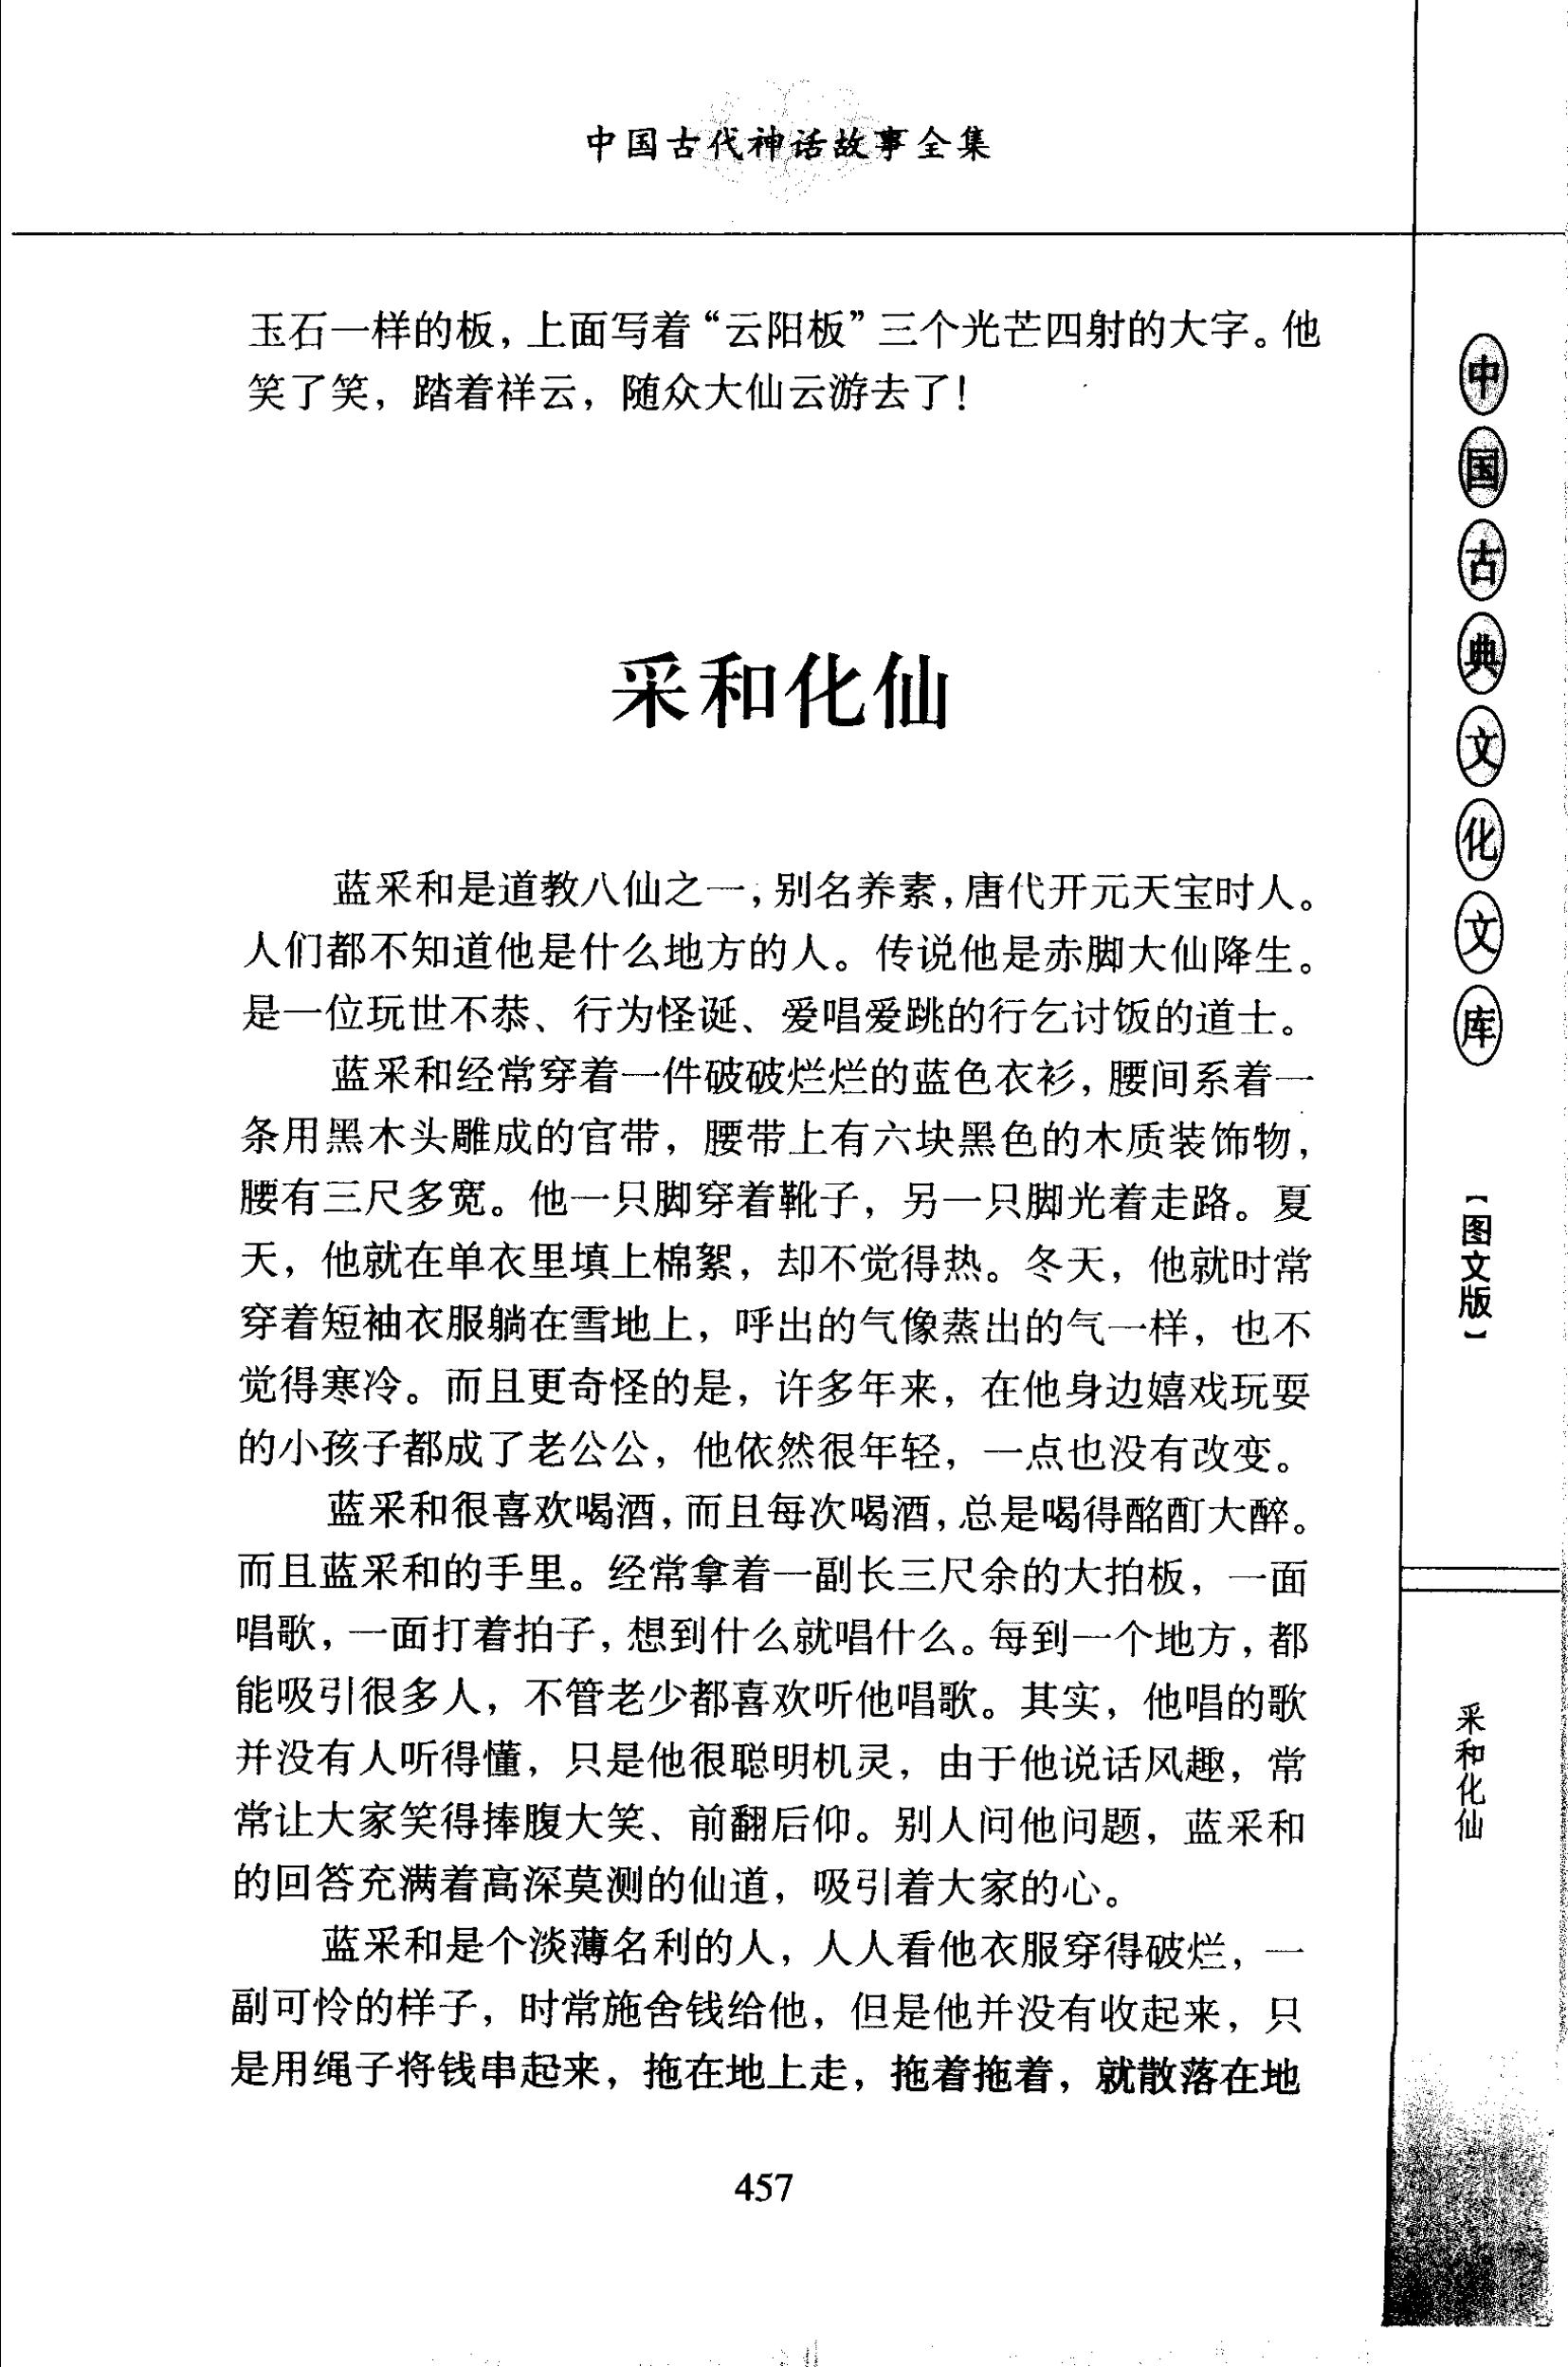 中国古代神话故事全集
玉石一样的板，上面写着“云阳板”三个光芒四射的大字。他
笑了笑，踏着祥云，随众大仙云游去了！
采和化仙
蓝采和是道教八仙之一，别名养素，唐代开元天宝时人。
人们都不知道他是什么地方的人。传说他是赤脚大仙降生。
是一位玩世不恭、行为怪诞、爱唱爱跳的行乞讨饭的道士。
蓝采和经常穿着一件破破烂烂的蓝色衣衫，腰间系着一
条用黑木头雕成的官带，腰带上有六块黑色的木质装饰物，
腰有三尺多宽。他一只脚穿着靴子，另一只脚光着走路。夏
天，他就在单衣里填上棉絮，却不觉得热。冬天，他就时常
穿着短袖衣服躺在雪地上，呼出的气像蒸出的气一样，也不
觉得寒冷。而且更奇怪的是，许多年来，在他身边嬉戏玩耍
的小孩子都成了老公公，他依然很年轻，一点也没有改变。
蓝采和很喜欢喝酒，而且每次喝酒，总是喝得酩酊大醉。
而且蓝采和的手里。经常拿着一副长三尺余的大拍板，一面
唱歌，一面打着拍子，想到什么就唱什么。每到一个地方，都
能吸引很多人，不管老少都喜欢听他唱歌。其实，他唱的歌
并没有人听得懂，只是他很聪明机灵，由于他说话风趣，常
常让大家笑得捧腹大笑、前翻后仰。别人问他问题，蓝采和
的回答充满着高深莫测的仙道，吸引着大家的心。
蓝采和是个淡薄名利的人，人人看他衣服穿得破烂，一
副可怜的样子，时常施舍钱给他，但是他并没有收起来，只
是用绳子将钱串起来，拖在地上走，拖着拖着，就散落在地
457
中国古典文化文库
【图文版】
采和化仙